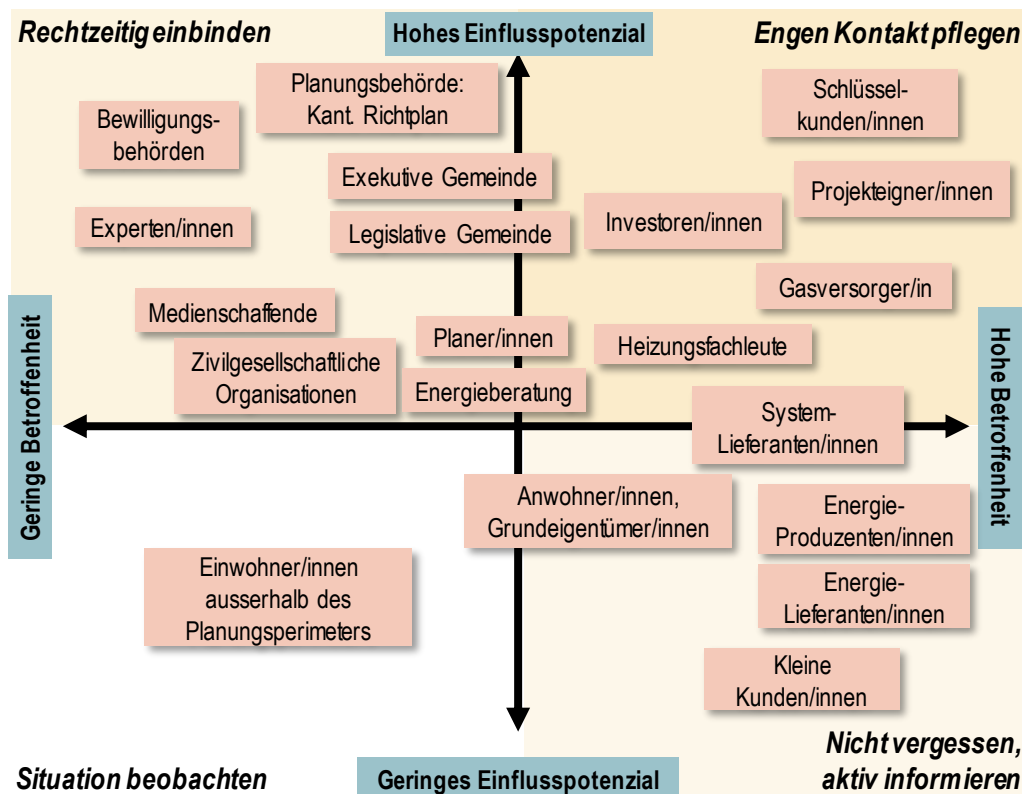 Rechtzeitig einbinden
Hohes Einflusspotenzial
Engen Kontakt pflegen
Planungsbehörde:
Kant. Richtplan
Schlüssel-
kunden/innen
Bewilligungs-
behörden
Exekutive Gemeinde
Projekteigner/innen
Experten/innen
Legislative Gemeinde
Investoren/innen
Gasversorger/in
Medienschaffende
Planer/innen
Heizungsfachleute
Zivilgesellschaftliche
Organisationen
Energieberatung
System-
Lieferanten/innen
Geringe Betroffenheit
Hohe Betroffenheit
Anwohner/innen,
Grundeigentümer/innen
Energie-
Produzenten/innen
Einwohner/innen
ausserhalb des
Planungsperimeters
Energie-
Lieferanten/innen
Kleine
Kunden/innen
Situation beobachten
Geringes Einflusspotenzial
Nicht vergessen,
aktiv informieren